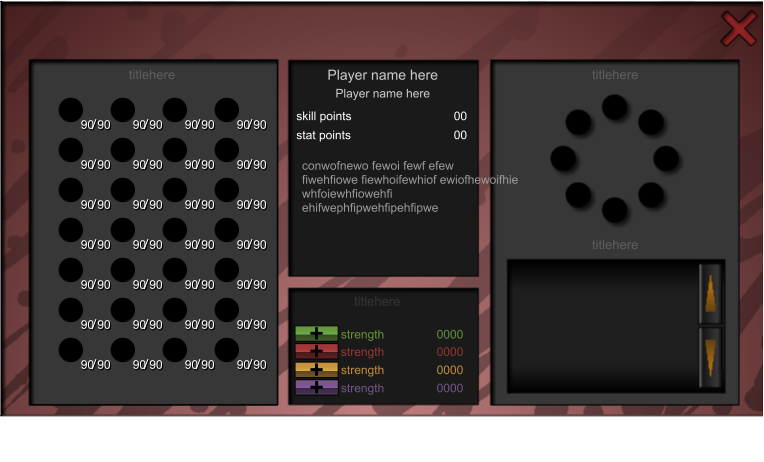 titlehere
90/90 90/90 90/90 90/90
90/90 90/90 90/90 90/90
90/90 90/90 90/90 90/90
90/90 90/90 90/90 90/90
90/90 90/90 90/90 90/90
90/90 90/90 90/90 90/90
90/90 90/90 90/90 90/90
Player name here
Player name here
skill points 00
stat points 00
conwofnewo fewoi fewf efew
fiwehfiowe fiewhoifewhiof ewiofhewoifhie
whfoiewhfiowehfi
ehifwephfipwehfipehfipwe
titlehere
strength 0000
strength 0000
strength 0000
strength 0000
titlehere
titlehere